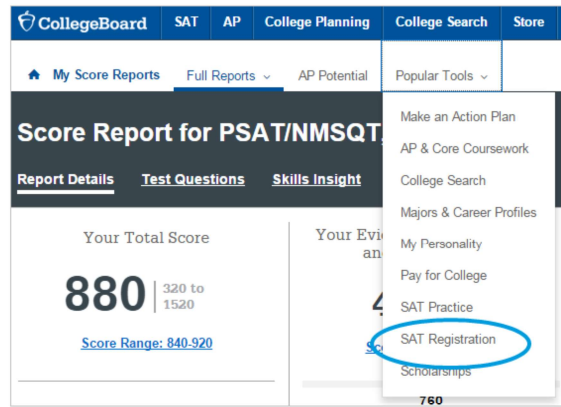 CollegeBoard SAT AP College Planning College Search Store
My Score Reports Full Reports AP Potential Popular Tools
Score Report for PSAT/NMSQT
Report Details Test Questions Skills Insight
Make an Action Plan
AP & Core Coursework
College Search
Majors & Career Profiles
My Personality
Pay for College
SAT Practice
SAT Registration
Scholarships
Your Total Score
880
320 to
1520
Score Range: 840-920
Your Evi
an
4
Sc
760